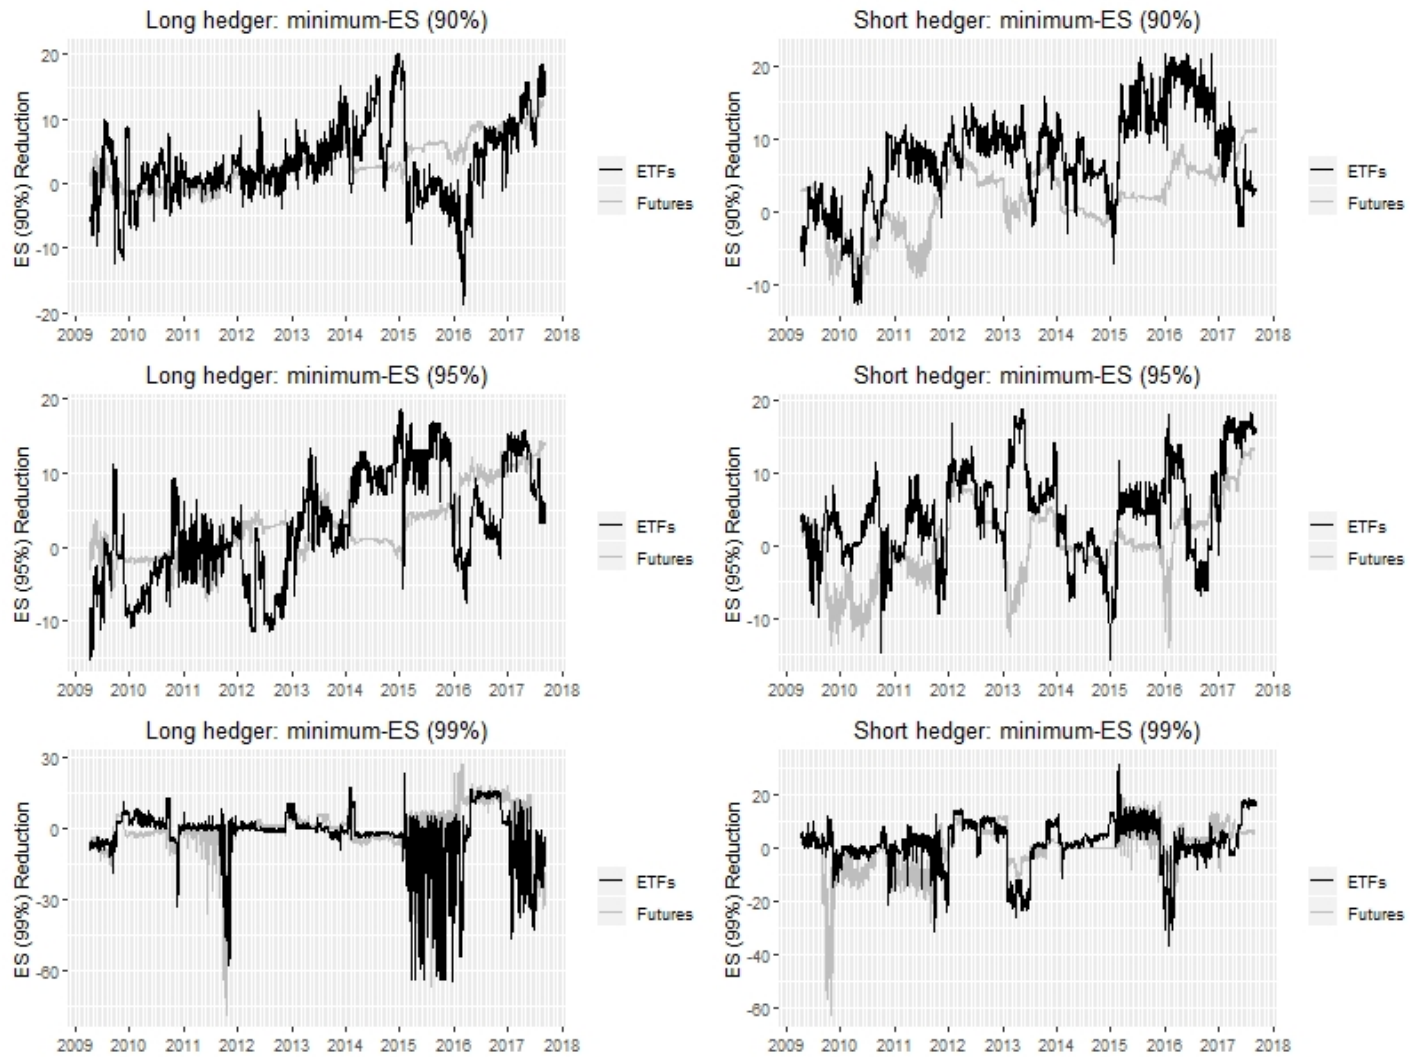 Long hedger: minimum-ES (90%)
ES (90%) Reduction
20
10
0
-10
-20
2009 2010 2011 2012 2013 2014 2015 2016 2017 2018
ETFs
Futures
Short hedger: minimum-ES (90%)
ES (90%) Reduction
20
10
0
-10
2009 2010 2011 2012 2013 2014 2015 2016 2017 2018
ETFs
Futures
Long hedger: minimum-ES (95%)
ES (95%) Reduction
20
10
0
-10
2009 2010 2011 2012 2013 2014 2015 2016 2017 2018
ETFs
Futures
Short hedger: minimum-ES (95%)
ES (95%) Reduction
20
10
0
-10
2009 2010 2011 2012 2013 2014 2015 2016 2017 2018
ETFs
Futures
Long hedger: minimum-ES (99%)
ES (99%) Reduction
30
0
-30
-60
2009 2010 2011 2012 2013 2014 2015 2016 2017 2018
ETFs
Futures
Short hedger: minimum-ES (99%)
ES (99%) Reduction
20
0
-20
-40
-60
2009 2010 2011 2012 2013 2014 2015 2016 2017 2018
ETFs
Futures